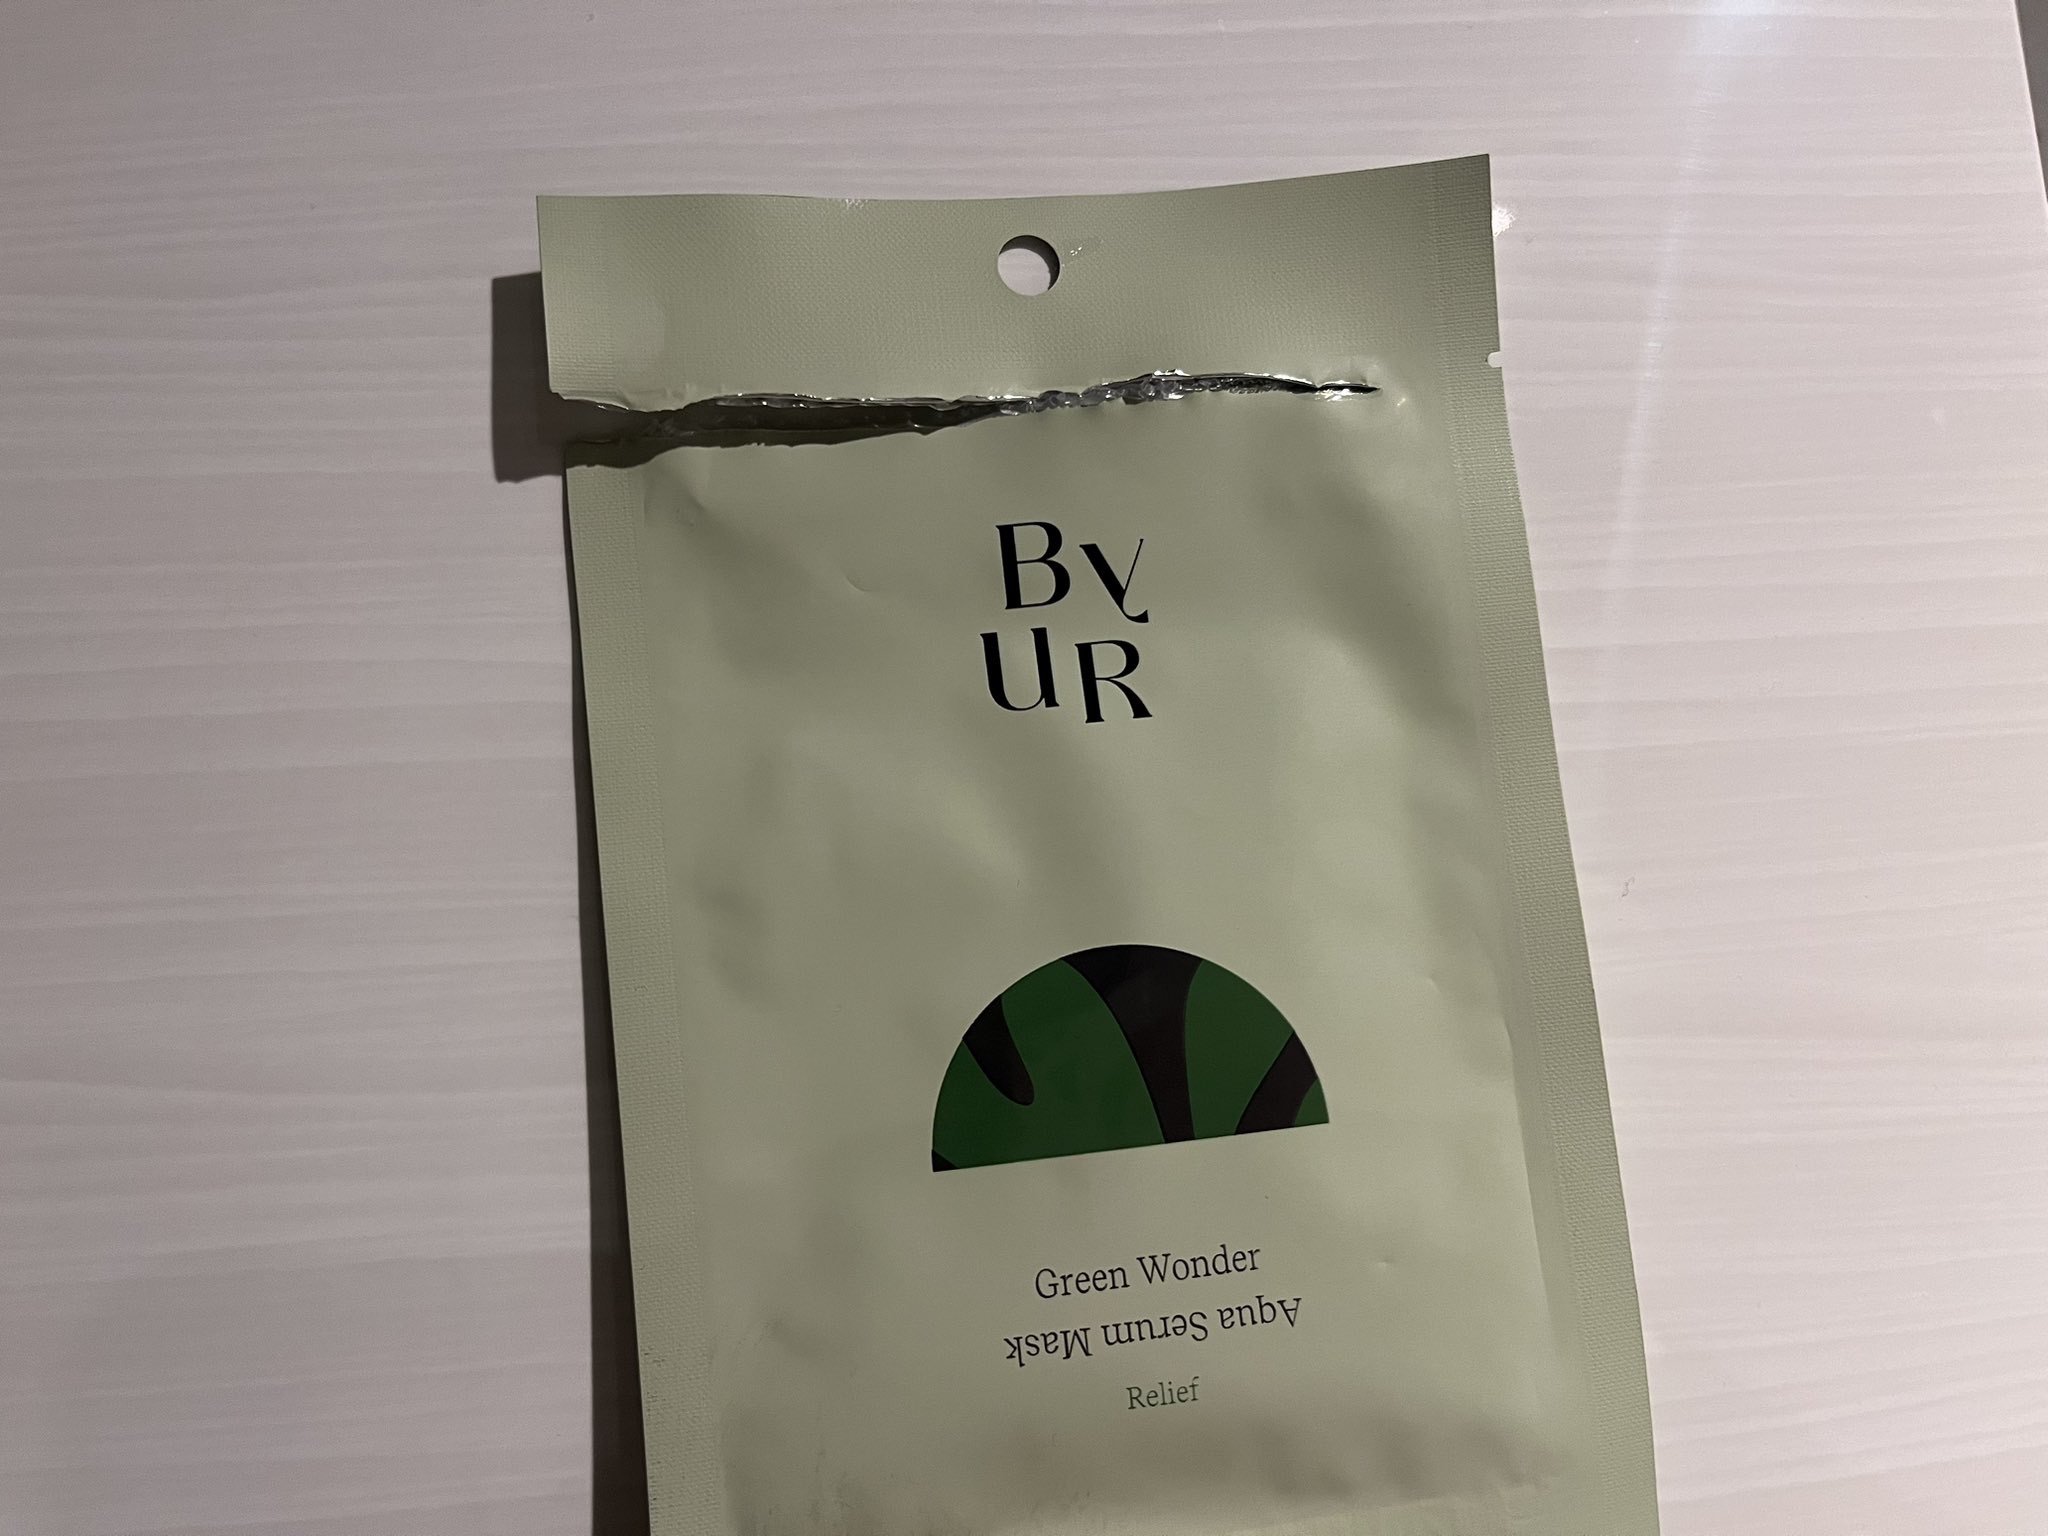 By
UR
Green Wonder
Aqua Serum Mask
Relief